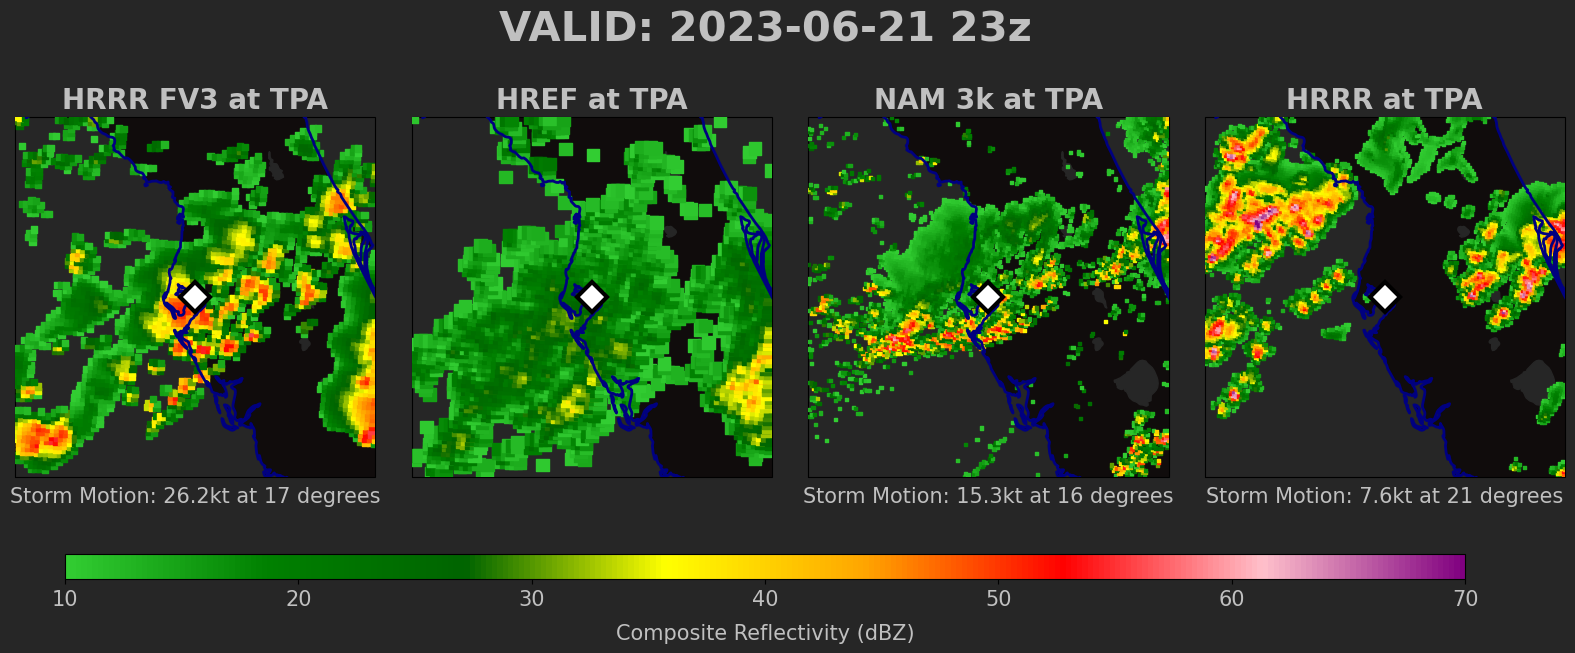 VALID: 2023-06-21 23z
HRRR FV3 at TPA
HREF at TPA
NAM 3k at TPA
HRRR at TPA
Storm Motion: 26.2kt at 17 degrees
Storm Motion: 15.3kt at 16 degrees
Storm Motion: 7.6kt at 21 degrees
10 20 30 40 50 60 70
Composite Reflectivity (dBZ)